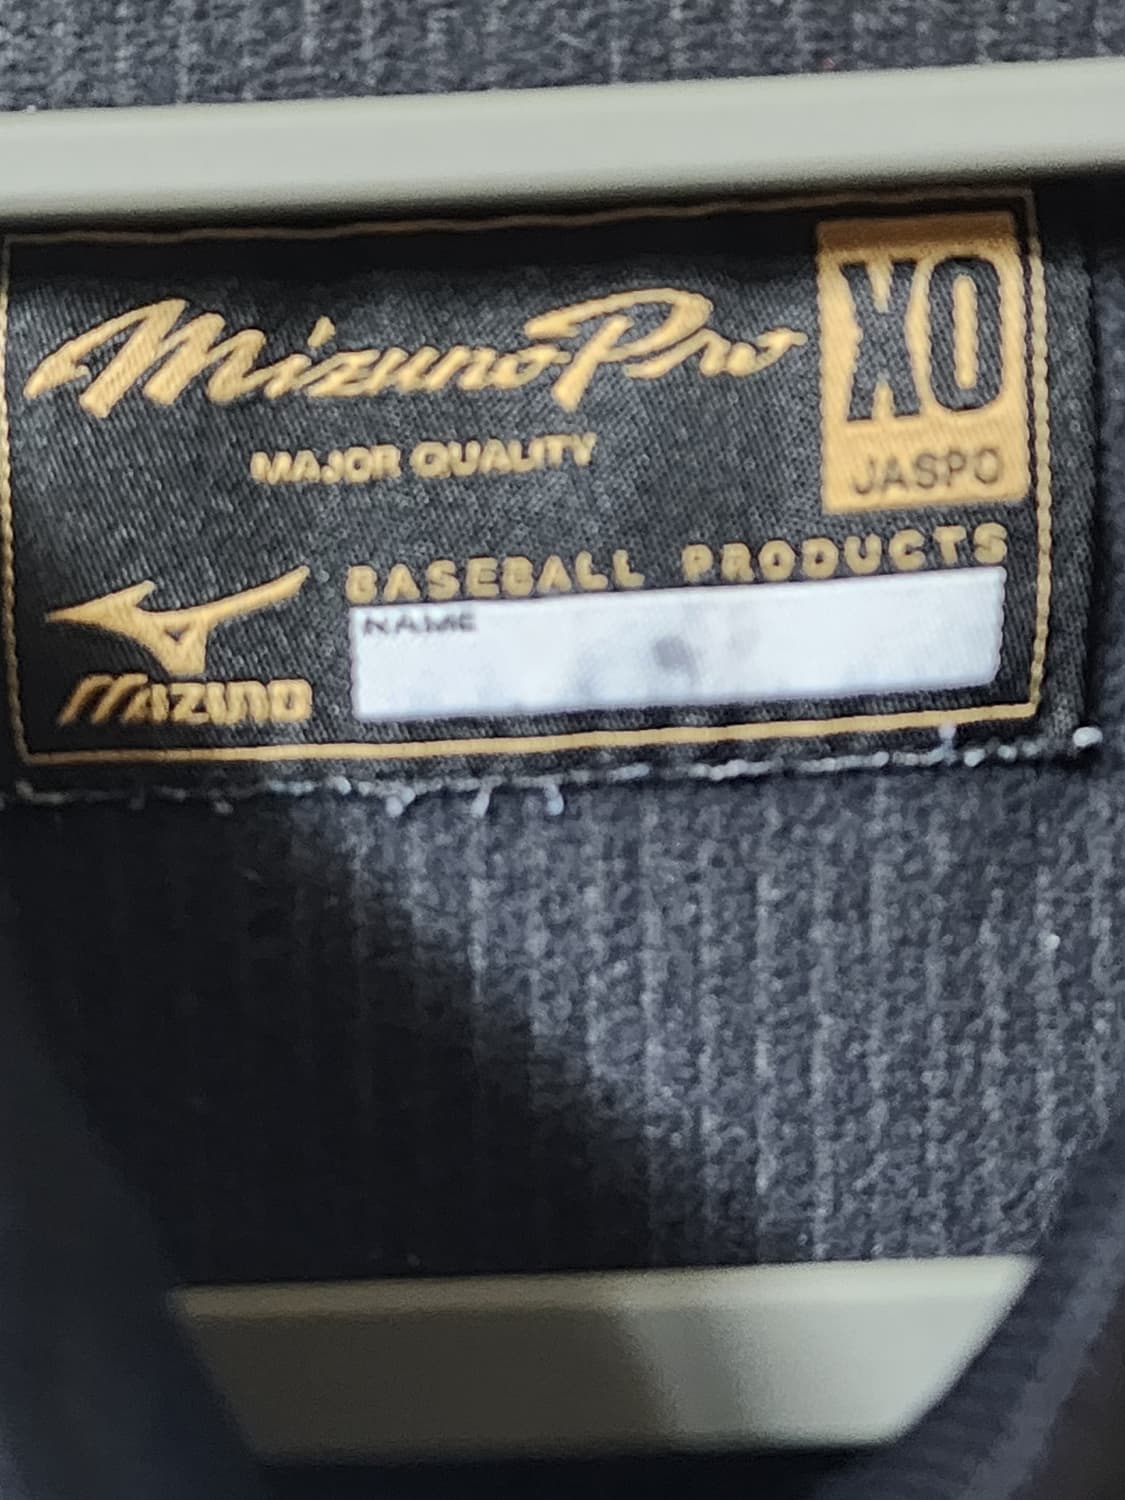 Mizuno Pro
XO
MAJOR QUALITY
JASPO
BASEBALL PRODUCTS
NAME
MIZUNO